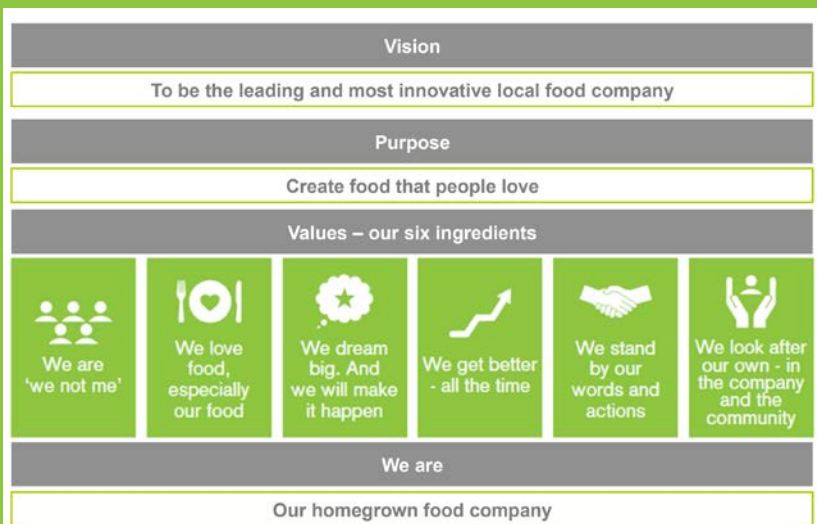 Vision
To be the leading and most innovative local food company
Purpose
Create food that people love
Values – our six ingredients
We are
‘we not me’
We love
food,
especially
our food
We dream
big. And
we will make
it happen
We get better
- all the time
We stand
by our
words and
actions
We look after
our own - in
the company
and the
community
We are
Our homegrown food company